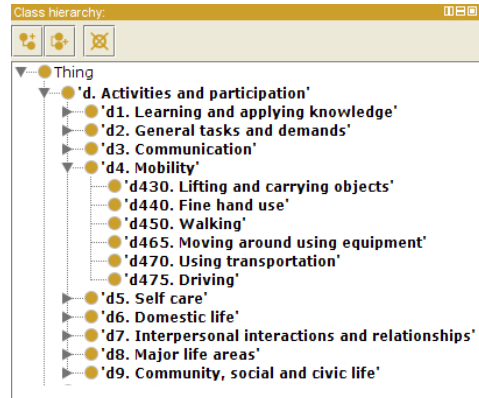 Class hierarchy:
Thing
'd. Activities and participation'
'd1. Learning and applying knowledge'
'd2. General tasks and demands'
'd3. Communication'
'd4. Mobility'
'd430. Lifting and carrying objects'
'd440. Fine hand use'
'd450. Walking'
'd465. Moving around using equipment'
'd470. Using transportation'
'd475. Driving'
'd5. Self care'
'd6. Domestic life'
'd7. Interpersonal interactions and relationships'
'd8. Major life areas'
'd9. Community, social and civic life'